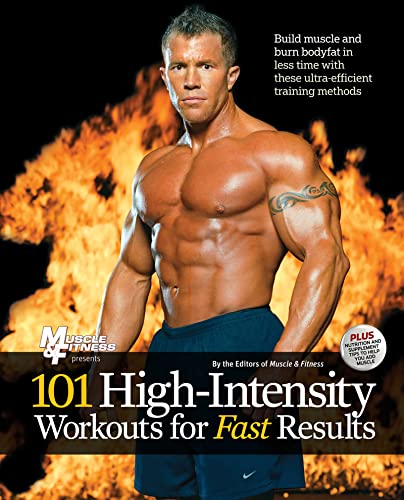 Build muscle and
burn bodyfat in
less time with
these ultra-efficient
training methods
MUSCLE
& FITNESS
presents
By the Editors of Muscle & Fitness
PLUS
NUTRITION AND
SUPPLEMENT
TIPS TO HELP
YOU ADD
MUSCLE
101 High-Intensity
Workouts for Fast Results